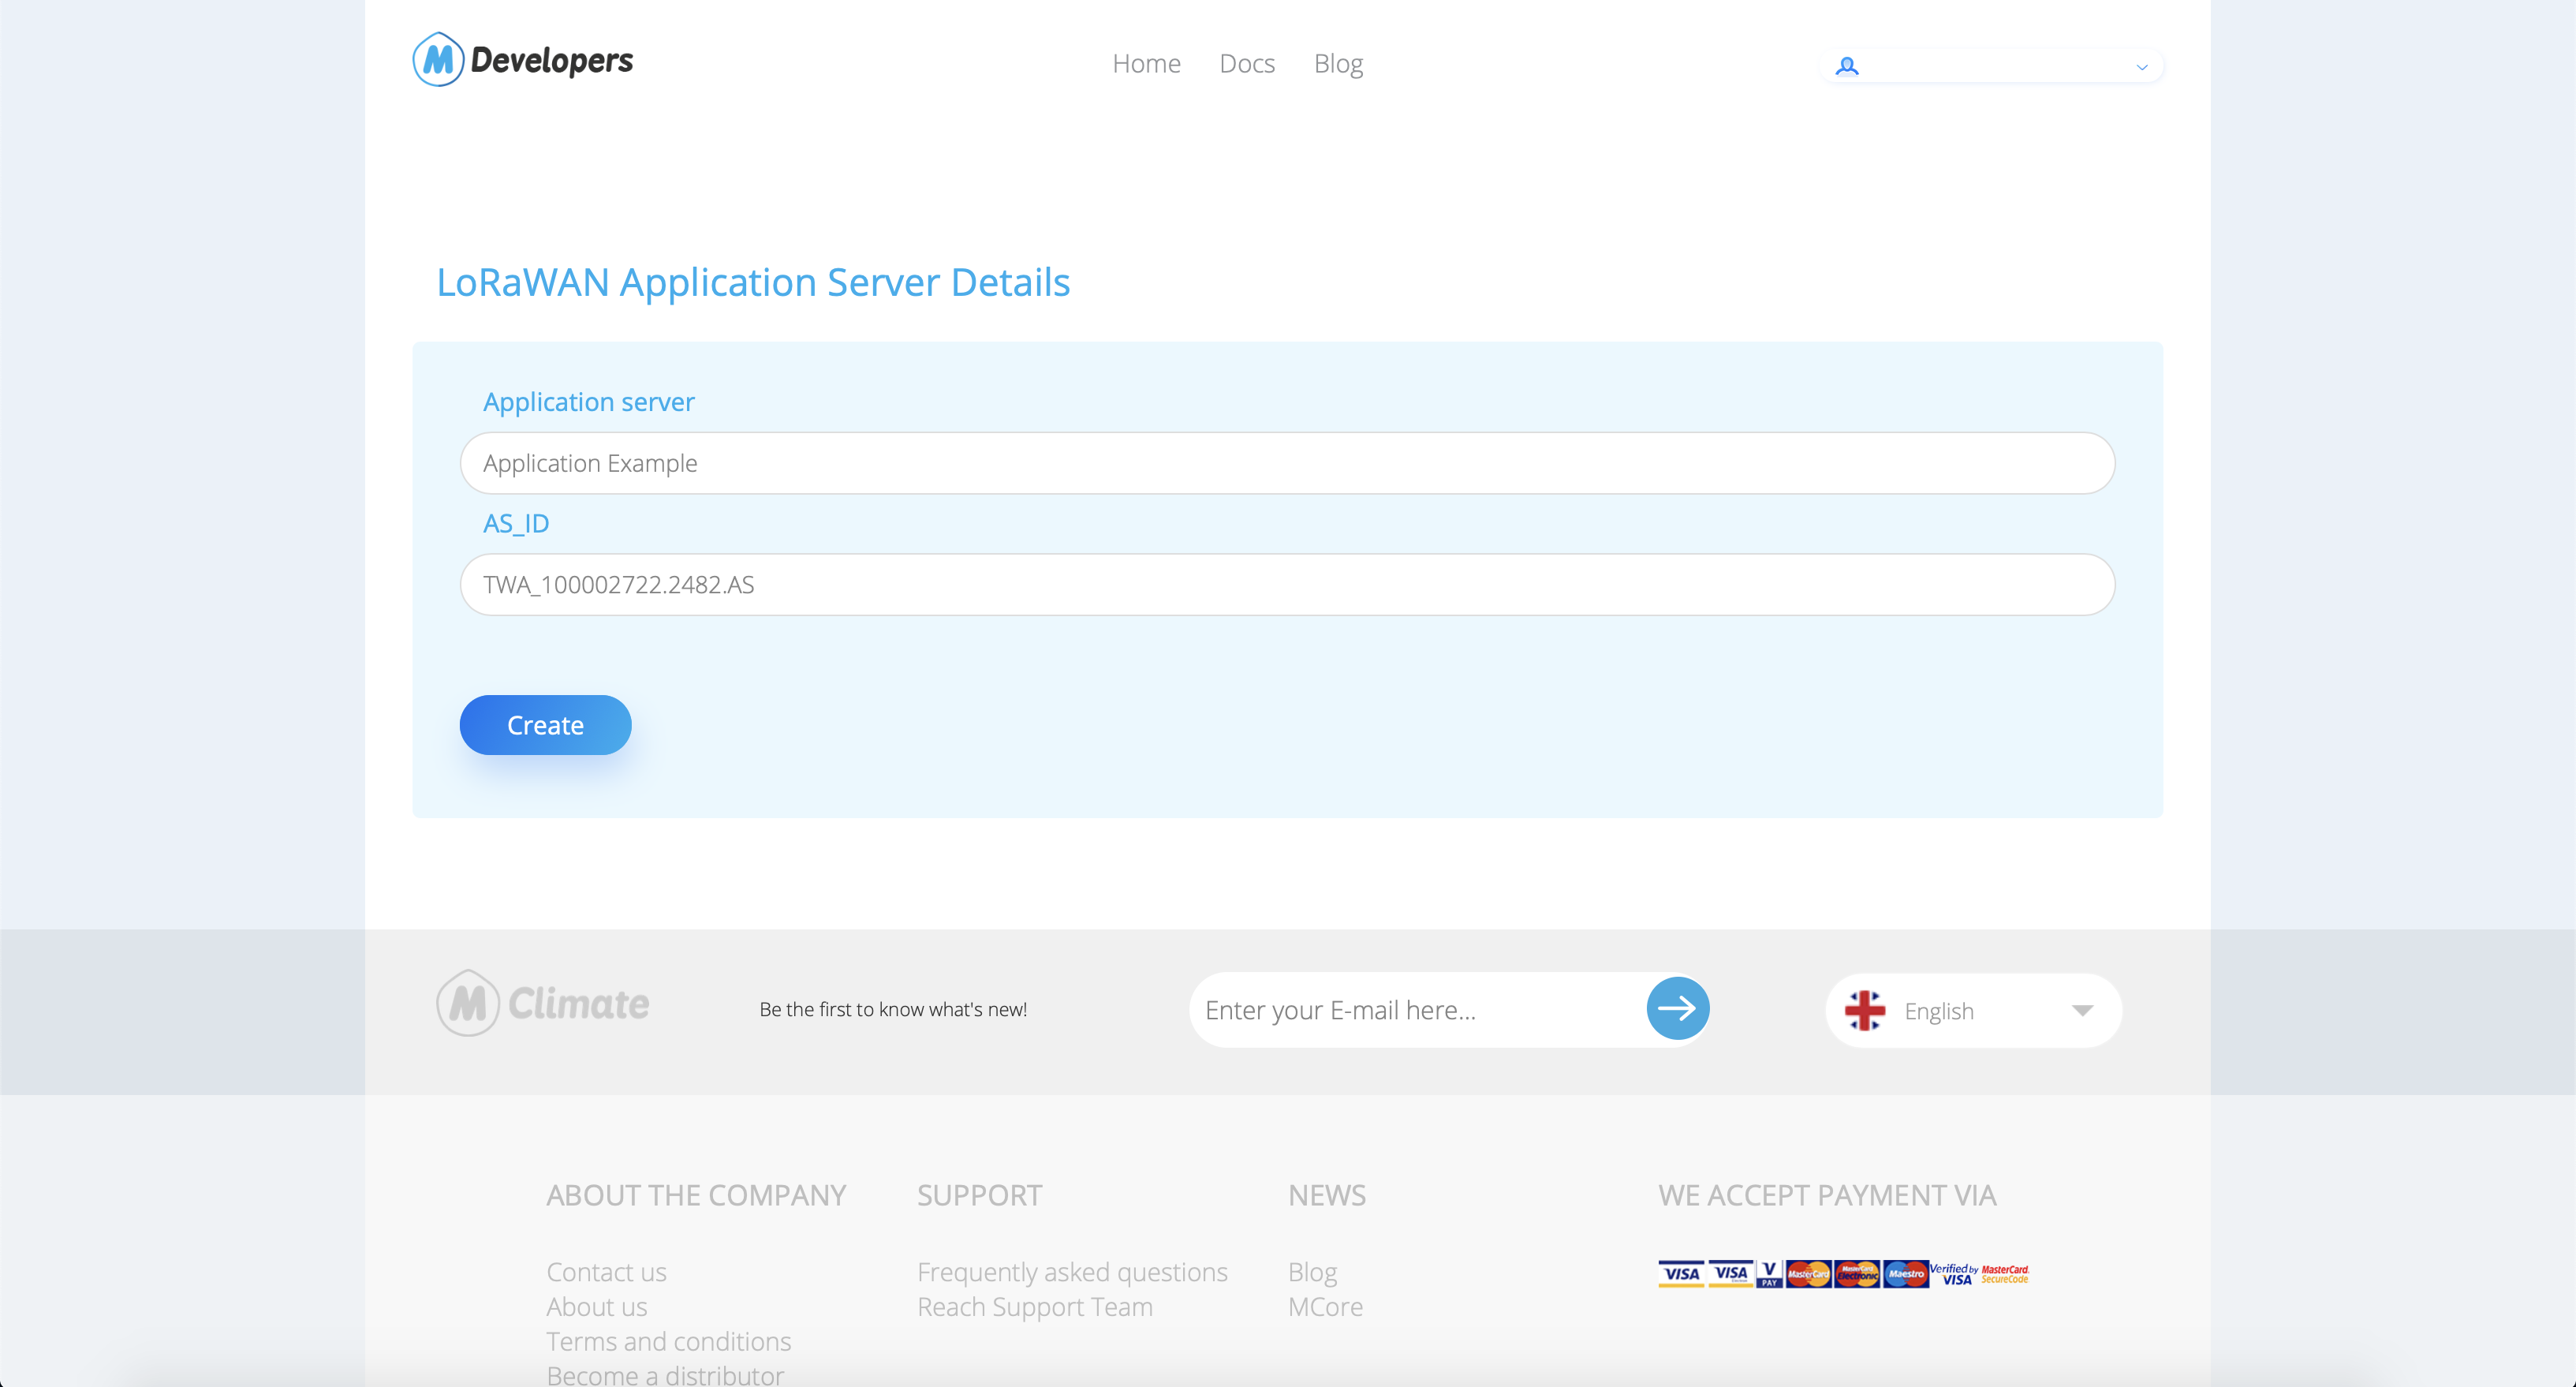 M Developers
Home Docs Blog
LoRaWAN Application Server Details
Application server
Application Example
AS_ID
TWA_100002722.2482.AS
Create
M Climate
Be the first to know what's new!
Enter your E-mail here...
English
ABOUT THE COMPANY
Contact us
About us
Terms and conditions
Become a distributor
SUPPORT
Frequently asked questions
Reach Support Team
NEWS
Blog
MCore
WE ACCEPT PAYMENT VIA
VISA VISA V PAY MasterCard MasterCard Electronic Maestro Verified by VISA MasterCard. SecureCode